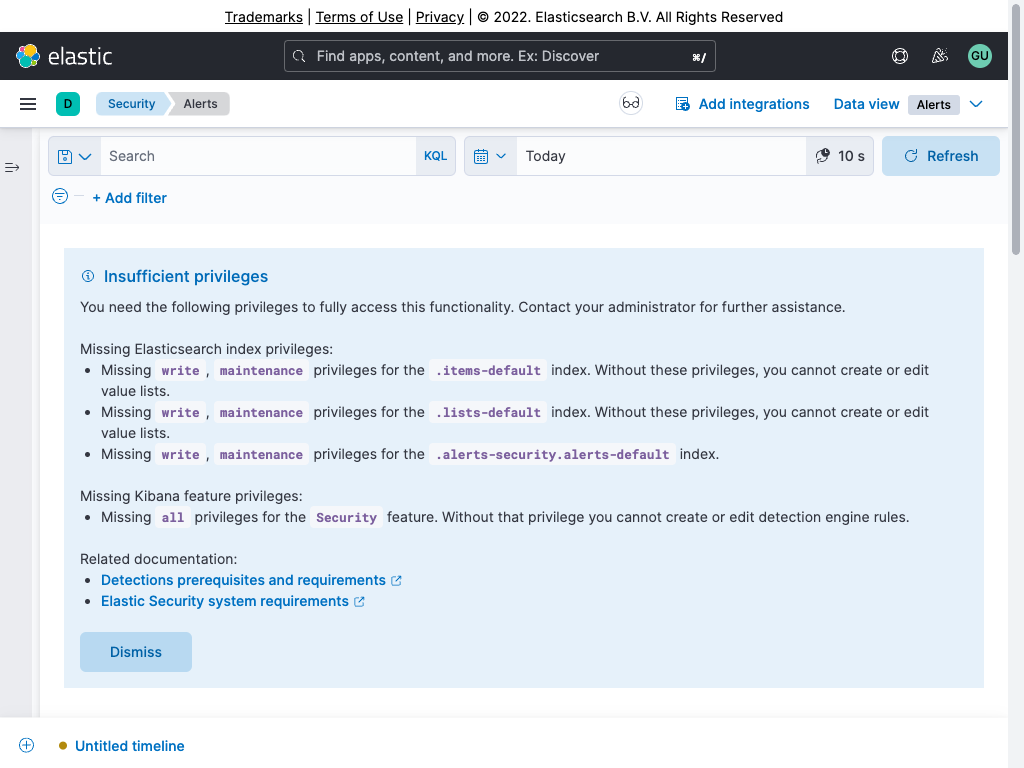 Trademarks | Terms of Use | Privacy | © 2022. Elasticsearch B.V. All Rights Reserved
elastic
Find apps, content, and more. Ex: Discover
⌘/
GU
D
Security
Alerts
Add integrations
Data view
Alerts
Search
KQL
Today
10 s
Refresh
+ Add filter
Insufficient privileges
You need the following privileges to fully access this functionality. Contact your administrator for further assistance.
Missing Elasticsearch index privileges:
• Missing write , maintenance privileges for the .items-default index. Without these privileges, you cannot create or edit
value lists.
• Missing write , maintenance privileges for the .lists-default index. Without these privileges, you cannot create or edit
value lists.
• Missing write , maintenance privileges for the .alerts-security.alerts-default index.
Missing Kibana feature privileges:
• Missing all privileges for the Security feature. Without that privilege you cannot create or edit detection engine rules.
Related documentation:
• Detections prerequisites and requirements
• Elastic Security system requirements
Dismiss
Untitled timeline